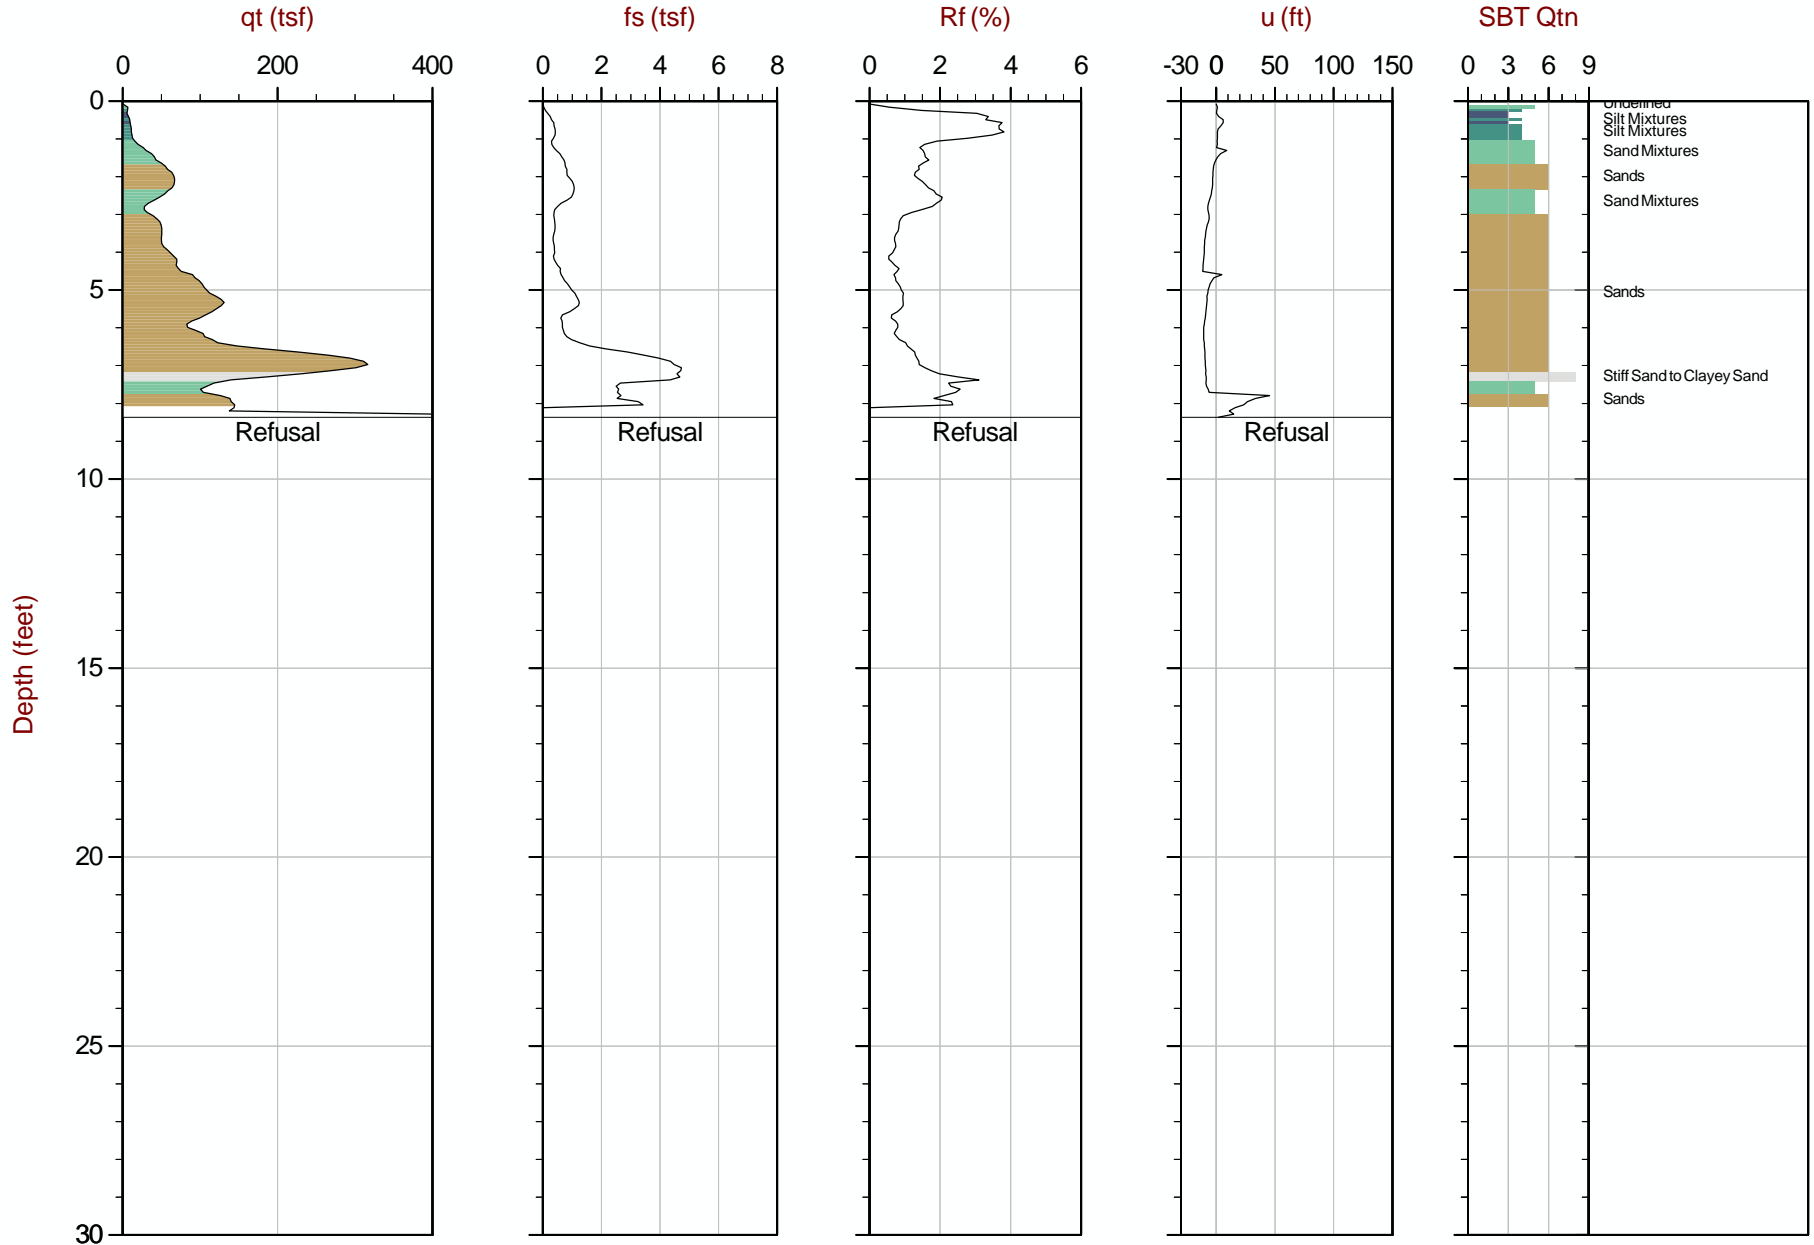 qt (tsf) fs (tsf) Rf (%) u (ft) SBT Qtn
0 200 400 0 2 4 6 8 0 2 4 6 -30 0 50 100 150 0 3 6 9
0
Undefined
Silt Mixtures
Silt Mixtures
Sand Mixtures
Sands
Sand Mixtures
5
Sands
Stiff Sand to Clayey Sand
Sands
Refusal Refusal Refusal Refusal
10
15
Depth (feet)
20
25
30